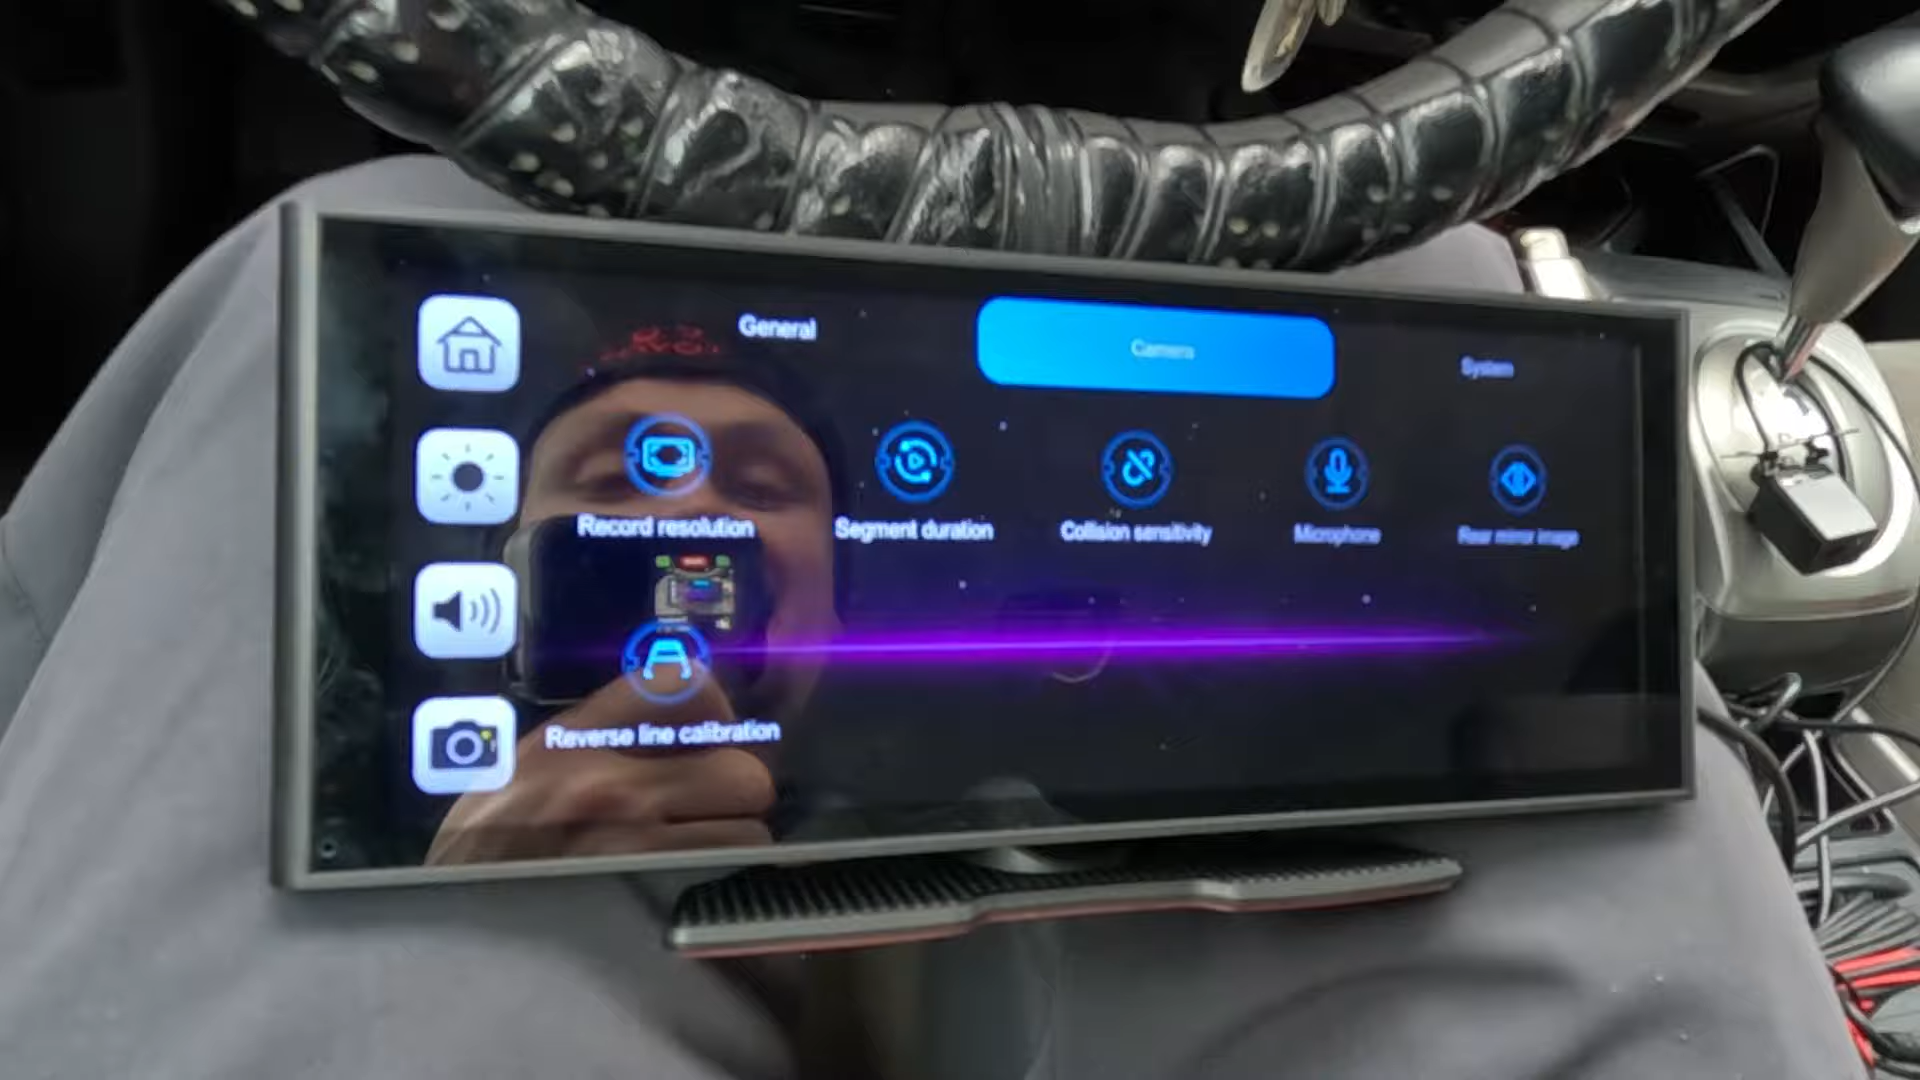 General
Camera
System
Record resolution
Segment duration
Collision sensitivity
Microphone
Rear mirror image
Reverse line calibration